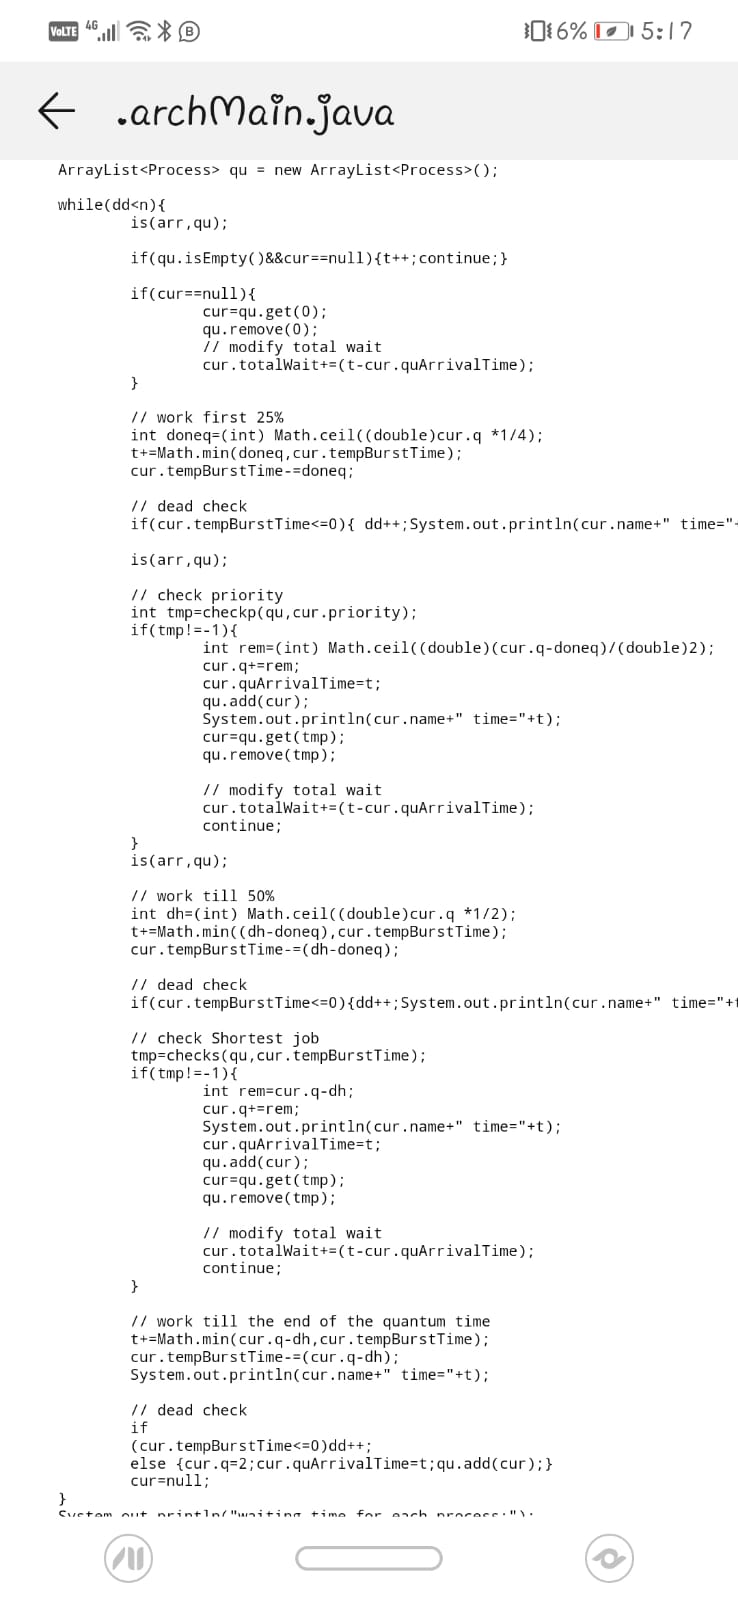 VoLTE 4G B 6% 5:17
← .archMain.java
ArrayList<Process> qu = new ArrayList<Process>();
while(dd<n){
is(arr,qu);
if(qu.isEmpty()&&cur==null){t++;continue;}
if(cur==null){
cur=qu.get(0);
qu.remove(0);
// modify total wait
cur.totalWait+=(t-cur.quArrivalTime);
}
// work first 25%
int doneq=(int) Math.ceil((double)cur.q *1/4);
t+=Math.min(doneq,cur.tempBurstTime);
cur.tempBurstTime-=doneq;
// dead check
if(cur.tempBurstTime<=0){ dd++;System.out.println(cur.name+" time="+
is(arr,qu);
// check priority
int tmp=checkp(qu,cur.priority);
if(tmp!=-1){
int rem=(int) Math.ceil((double)(cur.q-doneq)/(double)2);
cur.q+=rem;
cur.quArrivalTime=t;
qu.add(cur);
System.out.println(cur.name+" time="+t);
cur=qu.get(tmp);
qu.remove(tmp);
// modify total wait
cur.totalWait+=(t-cur.quArrivalTime);
continue;
}
is(arr,qu);
// work till 50%
int dh=(int) Math.ceil((double)cur.q *1/2);
t+=Math.min((dh-doneq),cur.tempBurstTime);
cur.tempBurstTime-=(dh-doneq);
// dead check
if(cur.tempBurstTime<=0){dd++;System.out.println(cur.name+" time="+t
// check Shortest job
tmp=checks(qu,cur.tempBurstTime);
if(tmp!=-1){
int rem=cur.q-dh;
cur.q+=rem;
System.out.println(cur.name+" time="+t);
cur.quArrivalTime=t;
qu.add(cur);
cur=qu.get(tmp);
qu.remove(tmp);
// modify total wait
cur.totalWait+=(t-cur.quArrivalTime);
continue;
}
// work till the end of the quantum time
t+=Math.min(cur.q-dh,cur.tempBurstTime);
cur.tempBurstTime-=(cur.q-dh);
System.out.println(cur.name+" time="+t);
// dead check
if
(cur.tempBurstTime<=0)dd++;
else {cur.q=2;cur.quArrivalTime=t;qu.add(cur);}
cur=null;
}
System.out.println("waiting time for each process:");